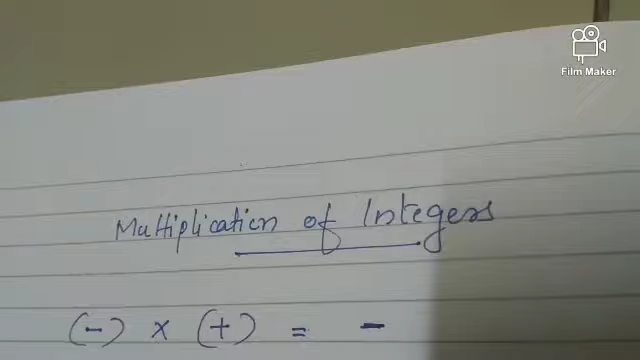 Film Maker
Multiplication of Integers
(-) × (+) = -